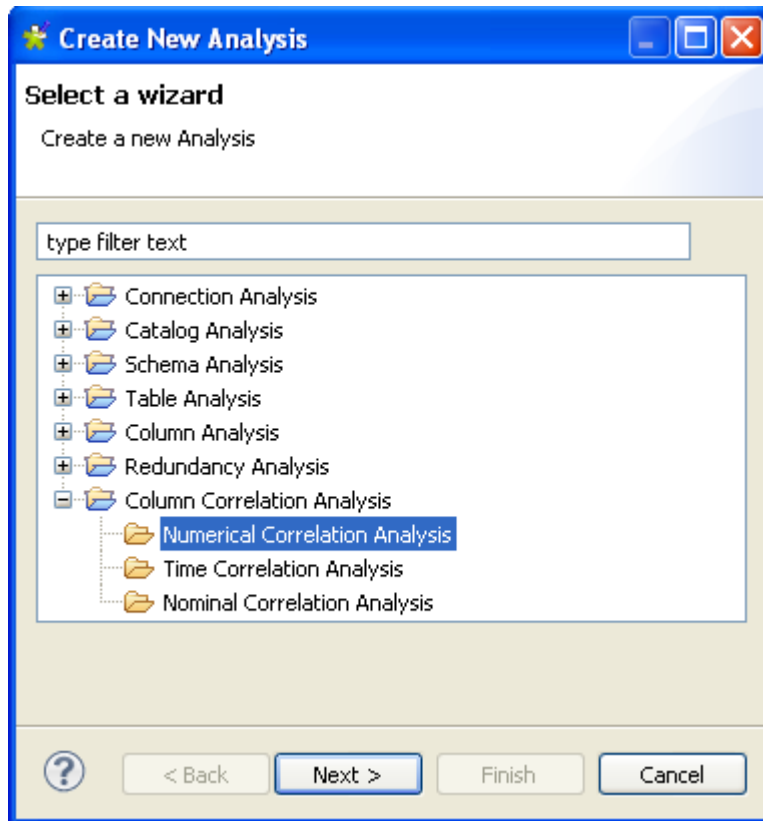 Create New Analysis
Select a wizard
Create a new Analysis
type filter text
Connection Analysis
Catalog Analysis
Schema Analysis
Table Analysis
Column Analysis
Redundancy Analysis
Column Correlation Analysis
Numerical Correlation Analysis
Time Correlation Analysis
Nominal Correlation Analysis
? < Back Next > Finish Cancel